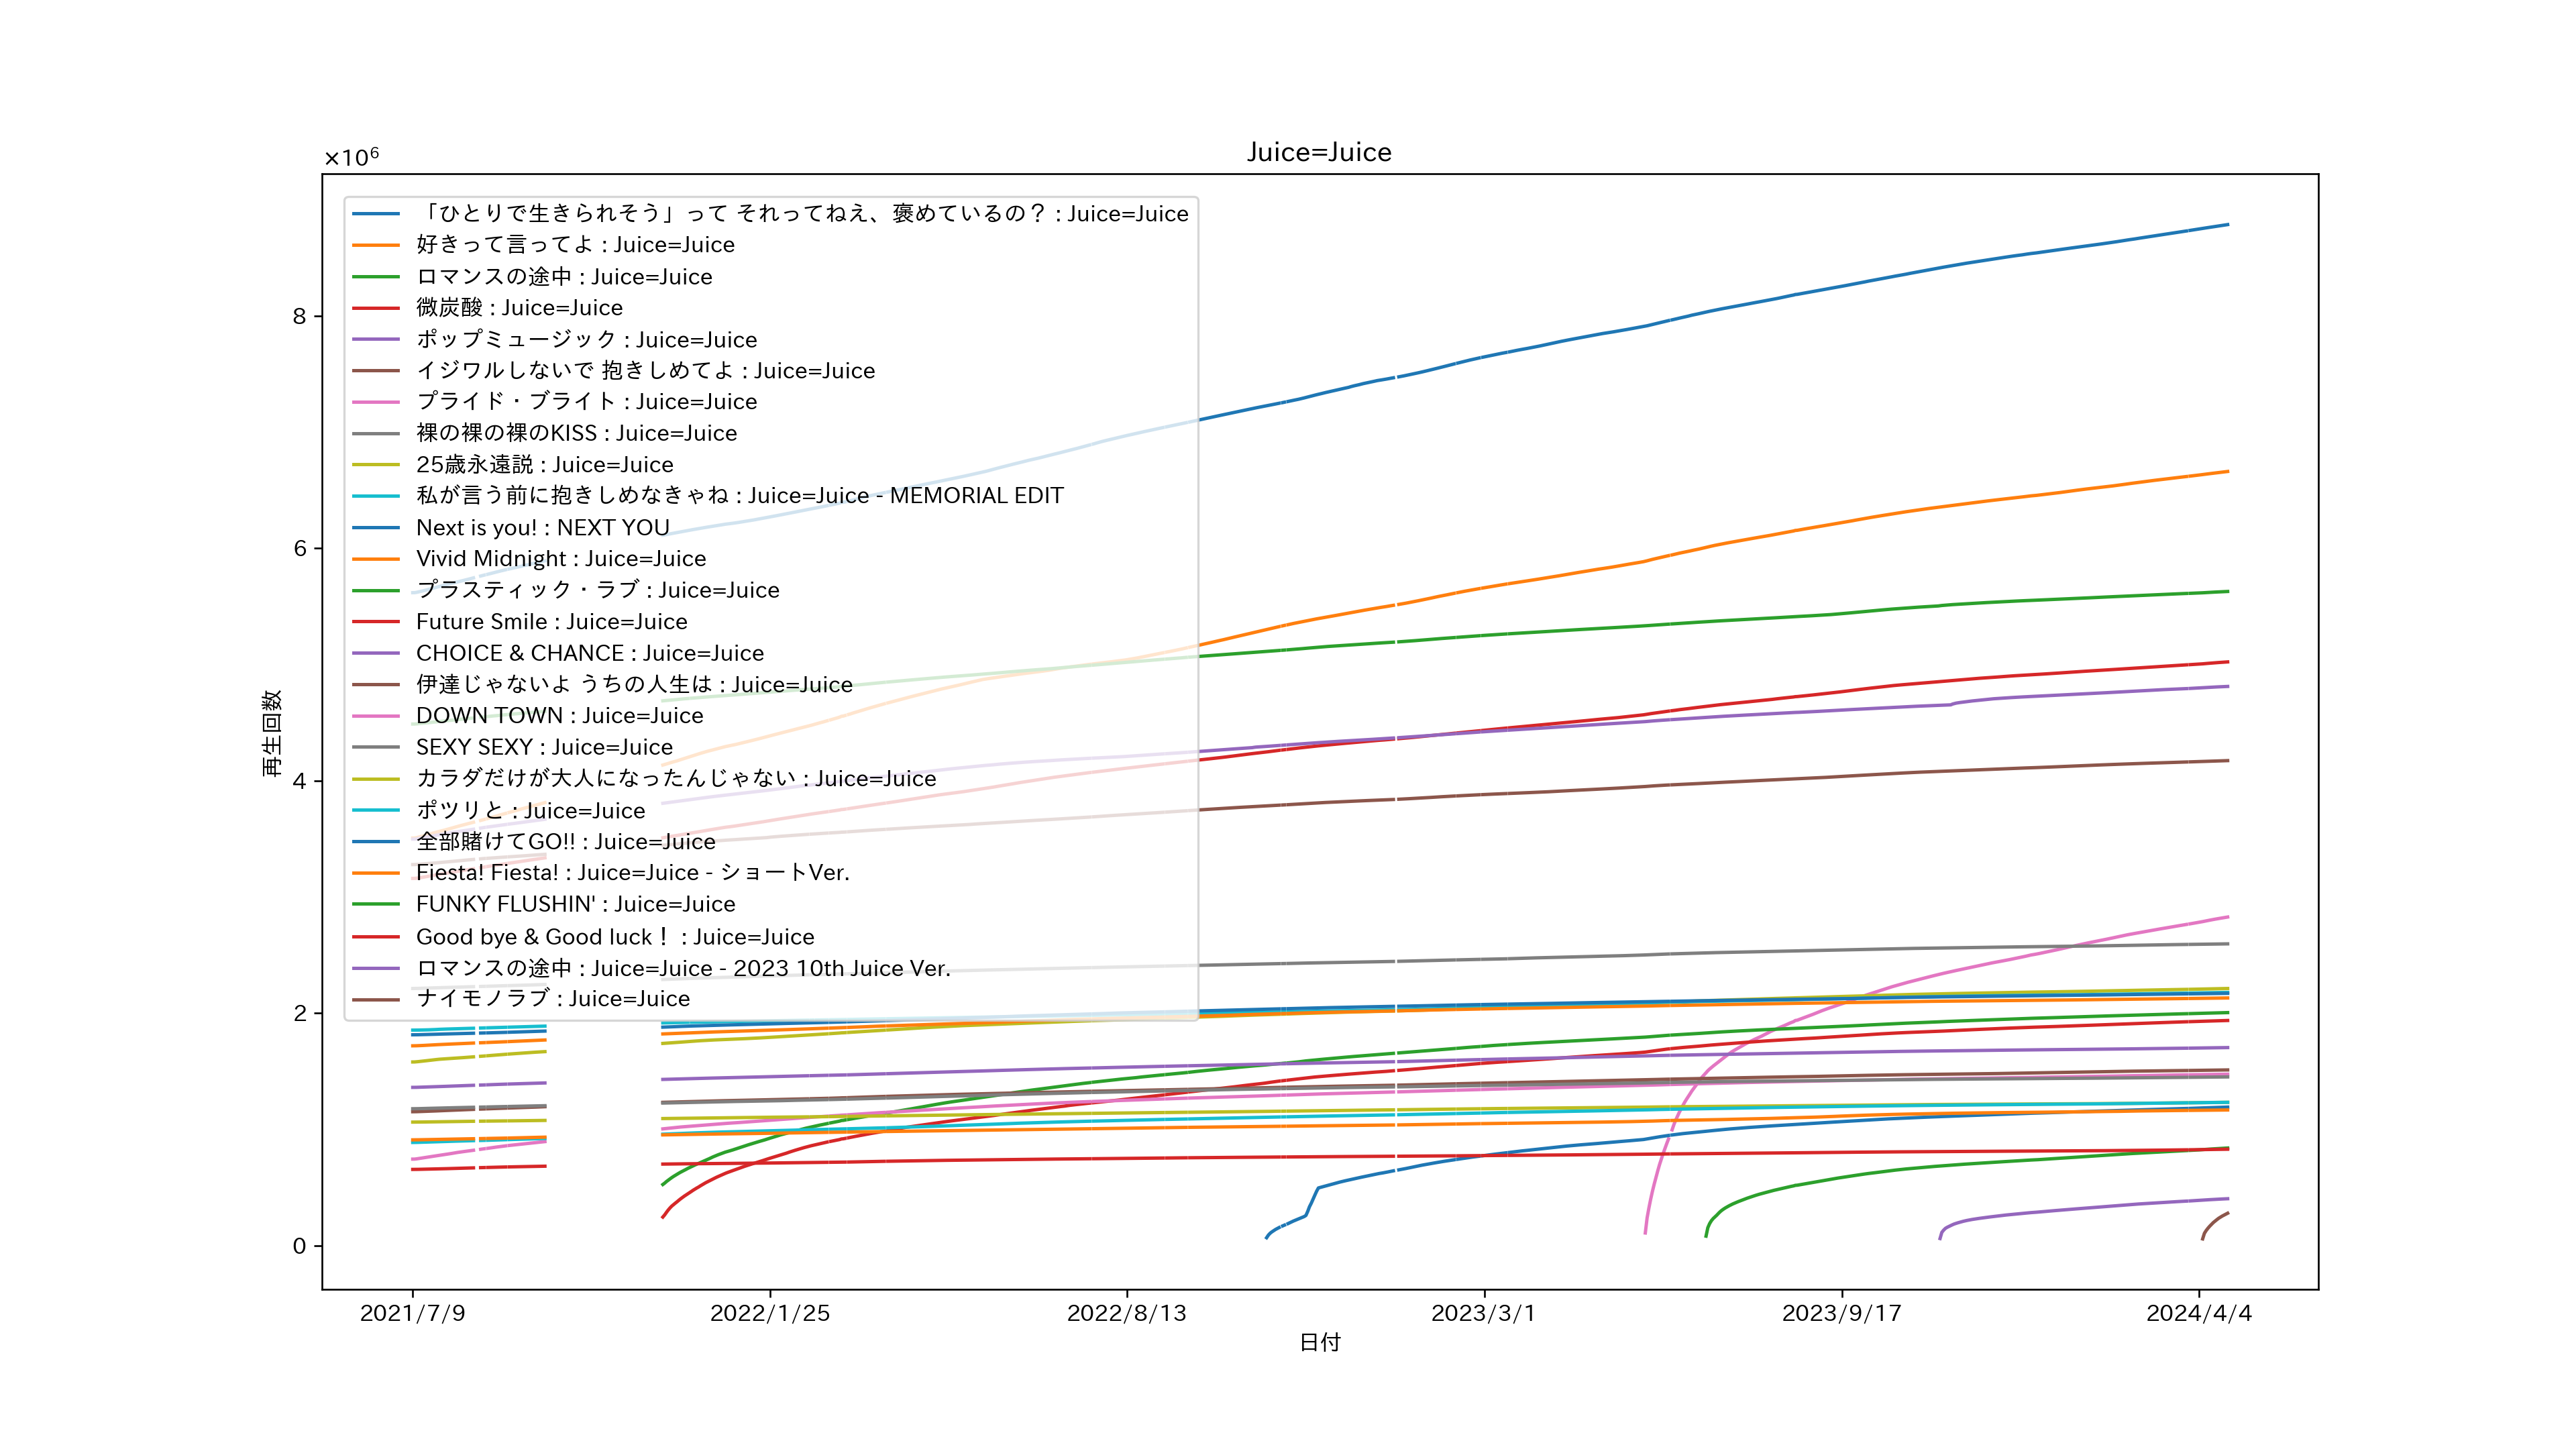 Juice=Juice
×10⁶
「ひとりで生きられそう」って それってねえ、褒めているの？ : Juice=Juice
好きって言ってよ : Juice=Juice
ロマンスの途中 : Juice=Juice
微炭酸 : Juice=Juice
ポップミュージック : Juice=Juice
イジワルしないで 抱きしめてよ : Juice=Juice
プライド・ブライト : Juice=Juice
裸の裸の裸のKISS : Juice=Juice
25歳永遠説 : Juice=Juice
私が言う前に抱きしめなきゃね : Juice=Juice - MEMORIAL EDIT
Next is you! : NEXT YOU
Vivid Midnight : Juice=Juice
プラスティック・ラブ : Juice=Juice
Future Smile : Juice=Juice
CHOICE & CHANCE : Juice=Juice
伊達じゃないよ うちの人生は : Juice=Juice
DOWN TOWN : Juice=Juice
SEXY SEXY : Juice=Juice
カラダだけが大人になったんじゃない : Juice=Juice
ポツリと : Juice=Juice
全部賭けてGO!! : Juice=Juice
Fiesta! Fiesta! : Juice=Juice - ショートVer.
FUNKY FLUSHIN' : Juice=Juice
Good bye & Good luck！ : Juice=Juice
ロマンスの途中 : Juice=Juice - 2023 10th Juice Ver.
ナイモノラブ : Juice=Juice
8
6
4
2
0
再生回数
2021/7/9
2022/1/25
2022/8/13
2023/3/1
2023/9/17
2024/4/4
日付